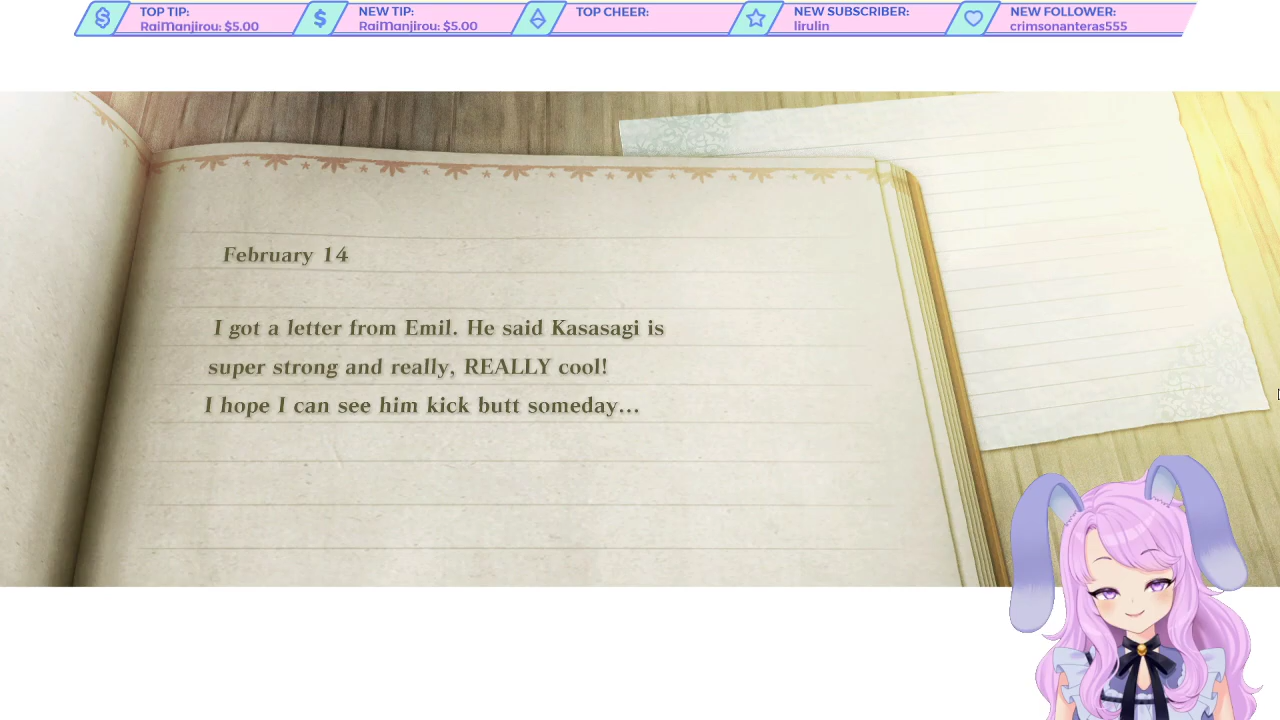 TOP TIP:
RaiManjirou: $5.00
NEW TIP:
RaiManjirou: $5.00
TOP CHEER:
NEW SUBSCRIBER:
lirulin
NEW FOLLOWER:
crimsonanteras555
February 14
I got a letter from Emil. He said Kasasagi is
super strong and really, REALLY cool!
I hope I can see him kick butt someday...